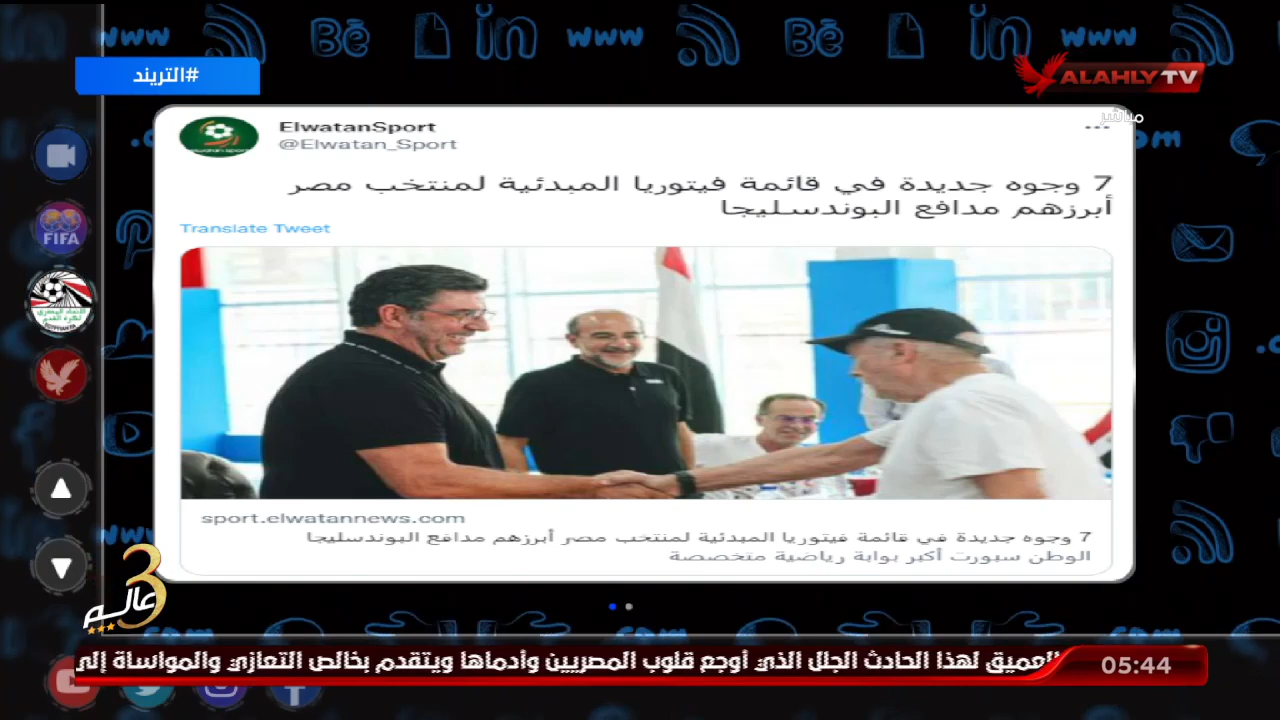 #التريند
ALAHLY TV
مباشر
ElwatanSport
@Elwatan_Sport
7 وجوه جديدة في قائمة فيتوريا المبدئية لمنتخب مصر
أبرزهم مدافع البوندسليجا
Translate Tweet
FIFA
sport.elwatannews.com
7 وجوه جديدة في قائمة فيتوريا المبدئية لمنتخب مصر أبرزهم مدافع البوندسليجا
الوطن سبورت أكبر بوابة رياضية متخصصة
3
عالم
العميق لهذا الحادث الجلل الذي أوجع قلوب المصريين وأدماها ويتقدم بخالص التعازي والمواساة إلى
05:44